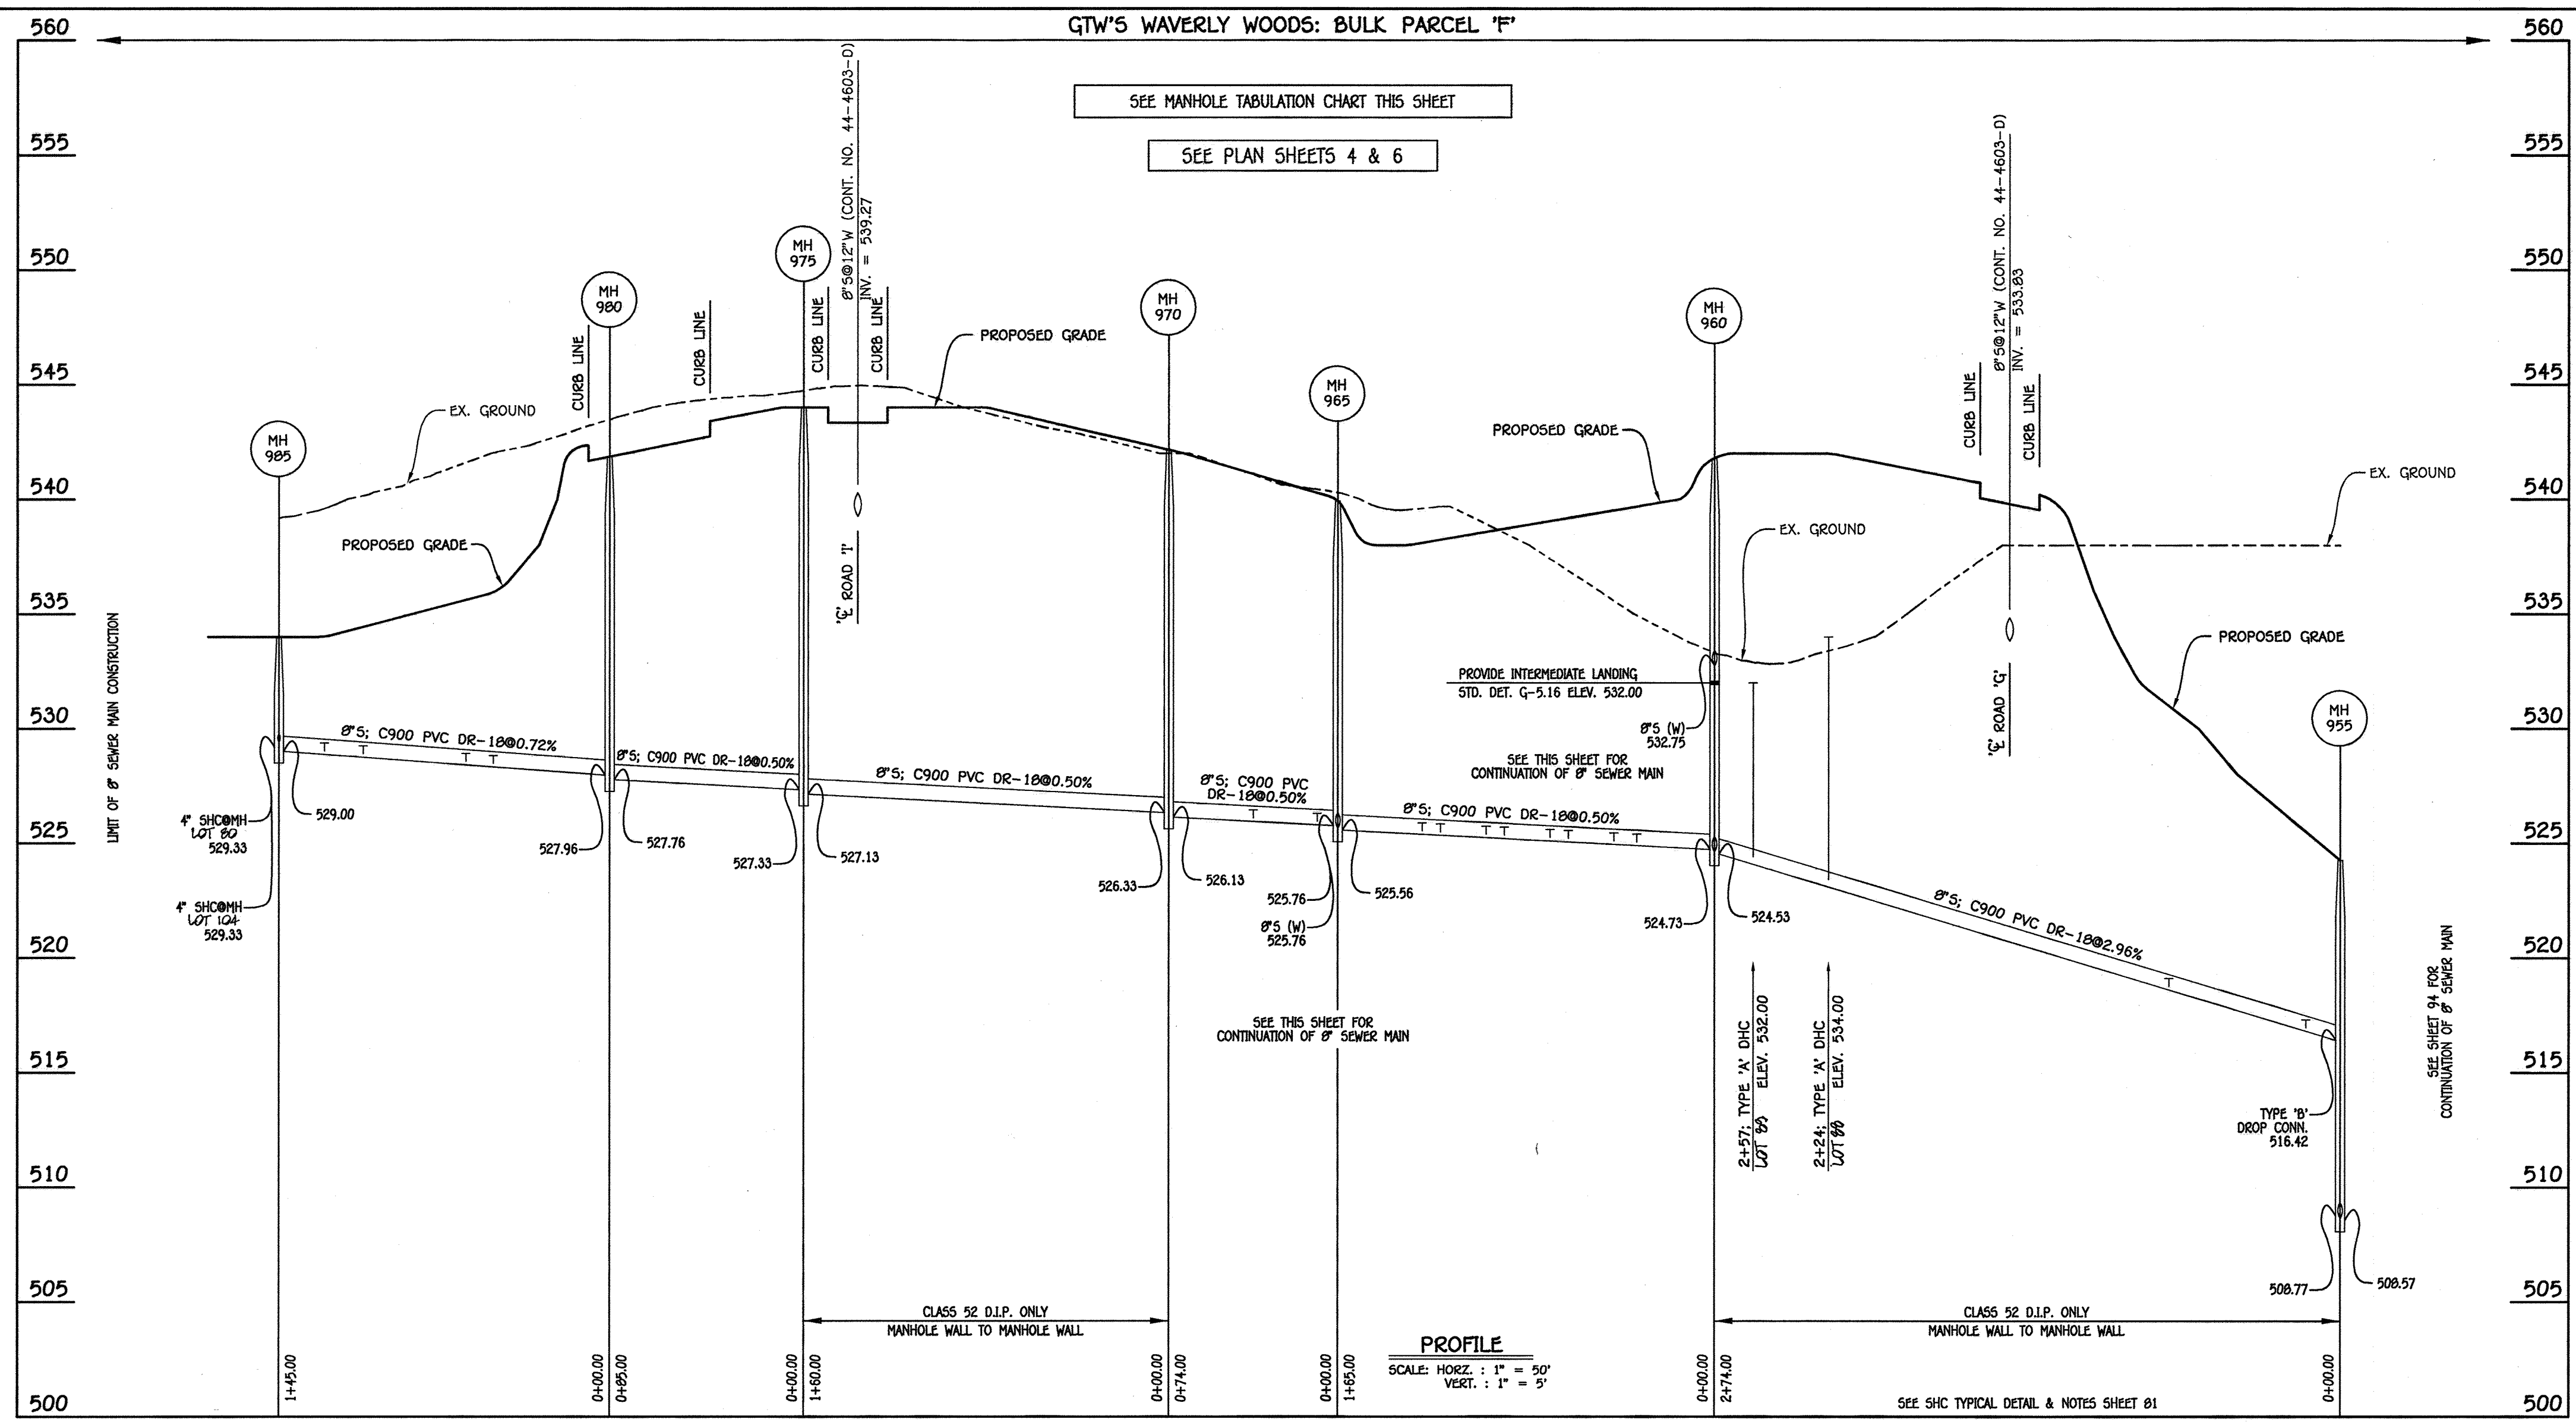 GTW'S WAVERLY WOODS: BULK PARCEL 'F'
560
560
SEE MANHOLE TABULATION CHART THIS SHEET
SEE PLAN SHEETS 4 & 6
555
555
550
550
545
545
540
540
535
535
530
530
525
525
520
520
515
515
510
510
505
505
500
500
LIMIT OF 8" SEWER MAIN CONSTRUCTION
MH
985
EX. GROUND
PROPOSED GRADE
4" SHC@MH
LOT 80
529.33
4" SHC@MH
LOT 104
529.33
529.00
8"S; C900 PVC DR-18@0.72%
1+45.00
CURB LINE
MH
980
527.96
527.76
0+00.00
0+85.00
CURB LINE
8"S; C900 PVC DR-18@0.50%
MH
975
527.33
527.13
0+00.00
1+60.00
CURB LINE
8"S@12"W (CONT. NO. 44-4603-D)
INV. = 539.27
CURB LINE
℄ ROAD 'I'
PROPOSED GRADE
8"S; C900 PVC DR-18@0.50%
CLASS 52 D.I.P. ONLY
MANHOLE WALL TO MANHOLE WALL
MH
970
526.33
526.13
0+00.00
0+74.00
8"S; C900 PVC
DR-18@0.50%
MH
965
525.76
8"S (W)
525.76
525.56
SEE THIS SHEET FOR
CONTINUATION OF 8" SEWER MAIN
0+00.00
1+65.00
8"S; C900 PVC DR-18@0.50%
PROPOSED GRADE
PROVIDE INTERMEDIATE LANDING
STD. DET. G-5.16 ELEV. 532.00
8"S (W)
532.75
SEE THIS SHEET FOR
CONTINUATION OF 8" SEWER MAIN
MH
960
EX. GROUND
524.73
524.53
0+00.00
2+74.00
2+57; TYPE 'A' DHC
LOT 89 ELEV. 532.00
2+24; TYPE 'A' DHC
LOT 88 ELEV. 534.00
CURB LINE
8"S@12"W (CONT. NO. 44-4603-D)
INV. = 533.83
CURB LINE
℄ ROAD 'G'
8"S; C900 PVC DR-18@2.96%
EX. GROUND
PROPOSED GRADE
MH
955
TYPE 'B'
DROP CONN.
516.42
508.77
508.57
0+00.00
CLASS 52 D.I.P. ONLY
MANHOLE WALL TO MANHOLE WALL
SEE SHEET 94 FOR
CONTINUATION OF 8" SEWER MAIN
PROFILE
SCALE: HORZ. : 1" = 50'
VERT. : 1" = 5'
SEE SHC TYPICAL DETAIL & NOTES SHEET 81